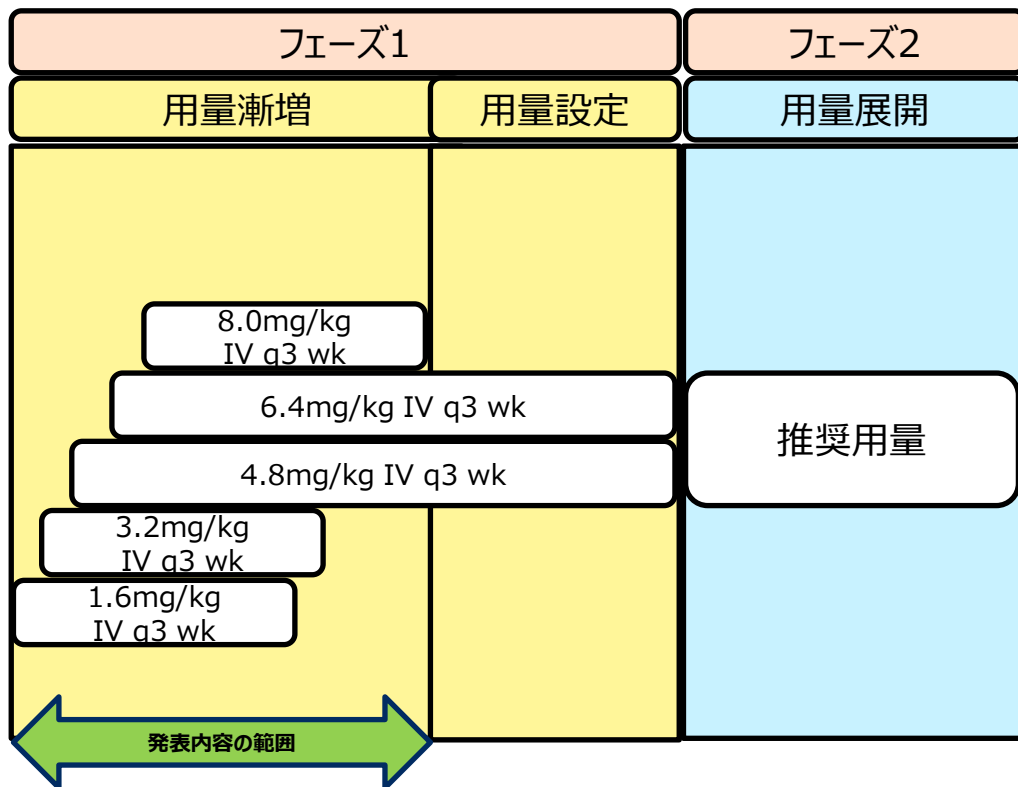 フェーズ1
フェーズ2
用量漸増
用量設定
用量展開
8.0mg/kg
IV q3 wk
6.4mg/kg IV q3 wk
4.8mg/kg IV q3 wk
推奨用量
3.2mg/kg
IV q3 wk
1.6mg/kg
IV q3 wk
発表内容の範囲